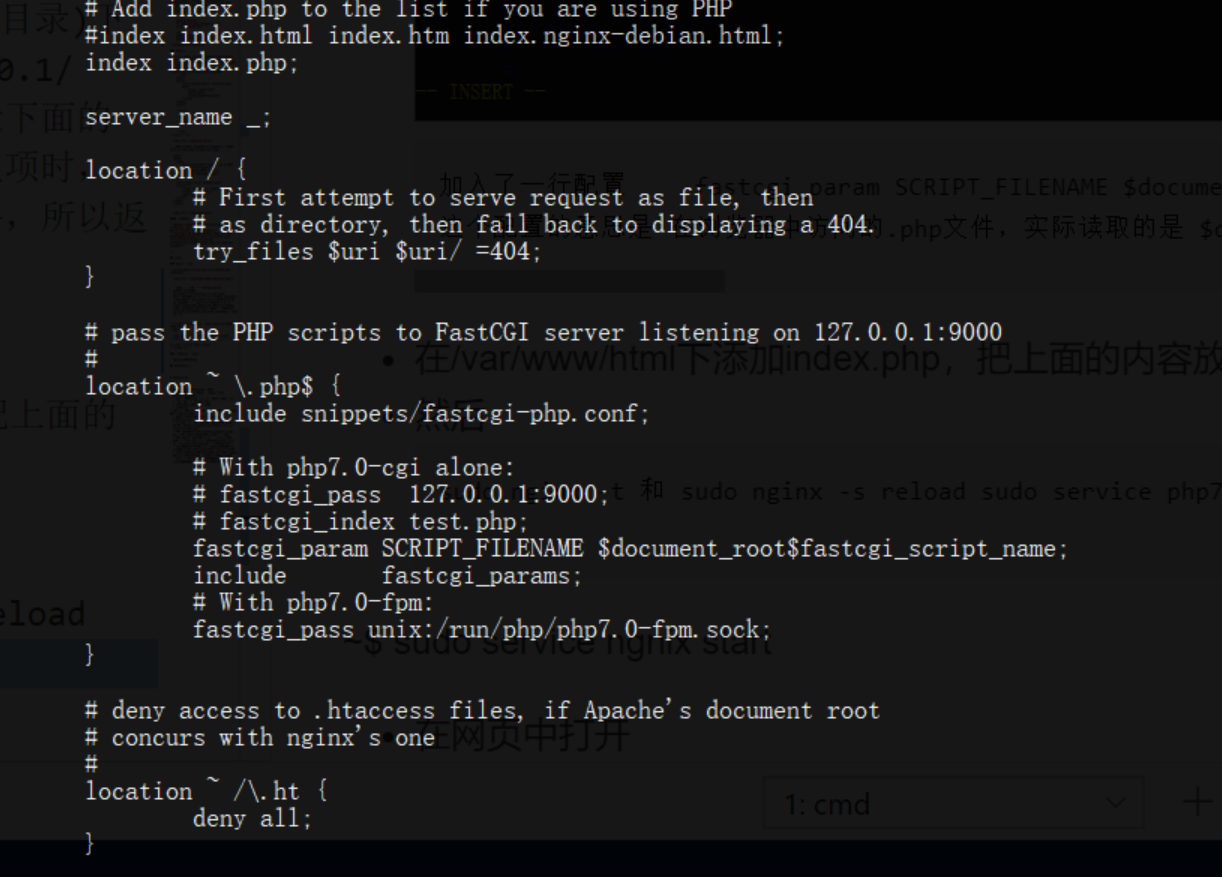 # Add index.php to the list if you are using PHP
#index index.html index.htm index.nginx-debian.html;
index index.php;
-- INSERT --
server_name _;
location / {
# First attempt to serve request as file, then
# as directory, then fall back to displaying a 404.
try_files $uri $uri/ =404;
}
# pass the PHP scripts to FastCGI server listening on 127.0.0.1:9000
#
location ~ \.php$ {
include snippets/fastcgi-php.conf;
# With php7.0-cgi alone:
# fastcgi_pass 127.0.0.1:9000;
# fastcgi_index test.php;
fastcgi_param SCRIPT_FILENAME $document_root$fastcgi_script_name;
include fastcgi_params;
# With php7.0-fpm:
fastcgi_pass unix:/run/php/php7.0-fpm.sock;
}
# deny access to .htaccess files, if Apache's document root
# concurs with nginx's one
#
location ~ /\.ht {
deny all;
}
目录)
0.1/
下面的
项时,
,所以返
把上面的
eload
加入了一行配置 fastcgi_param SCRIPT_FILENAME $docume
.php文件，实际读取的是 $d
• 在/var/www/html下添加index.php，把上面的内容放
然后
t 和 sudo nginx -s reload sudo service php7
~$ sudo service nginx start
• 在网页中打开
1: cmd